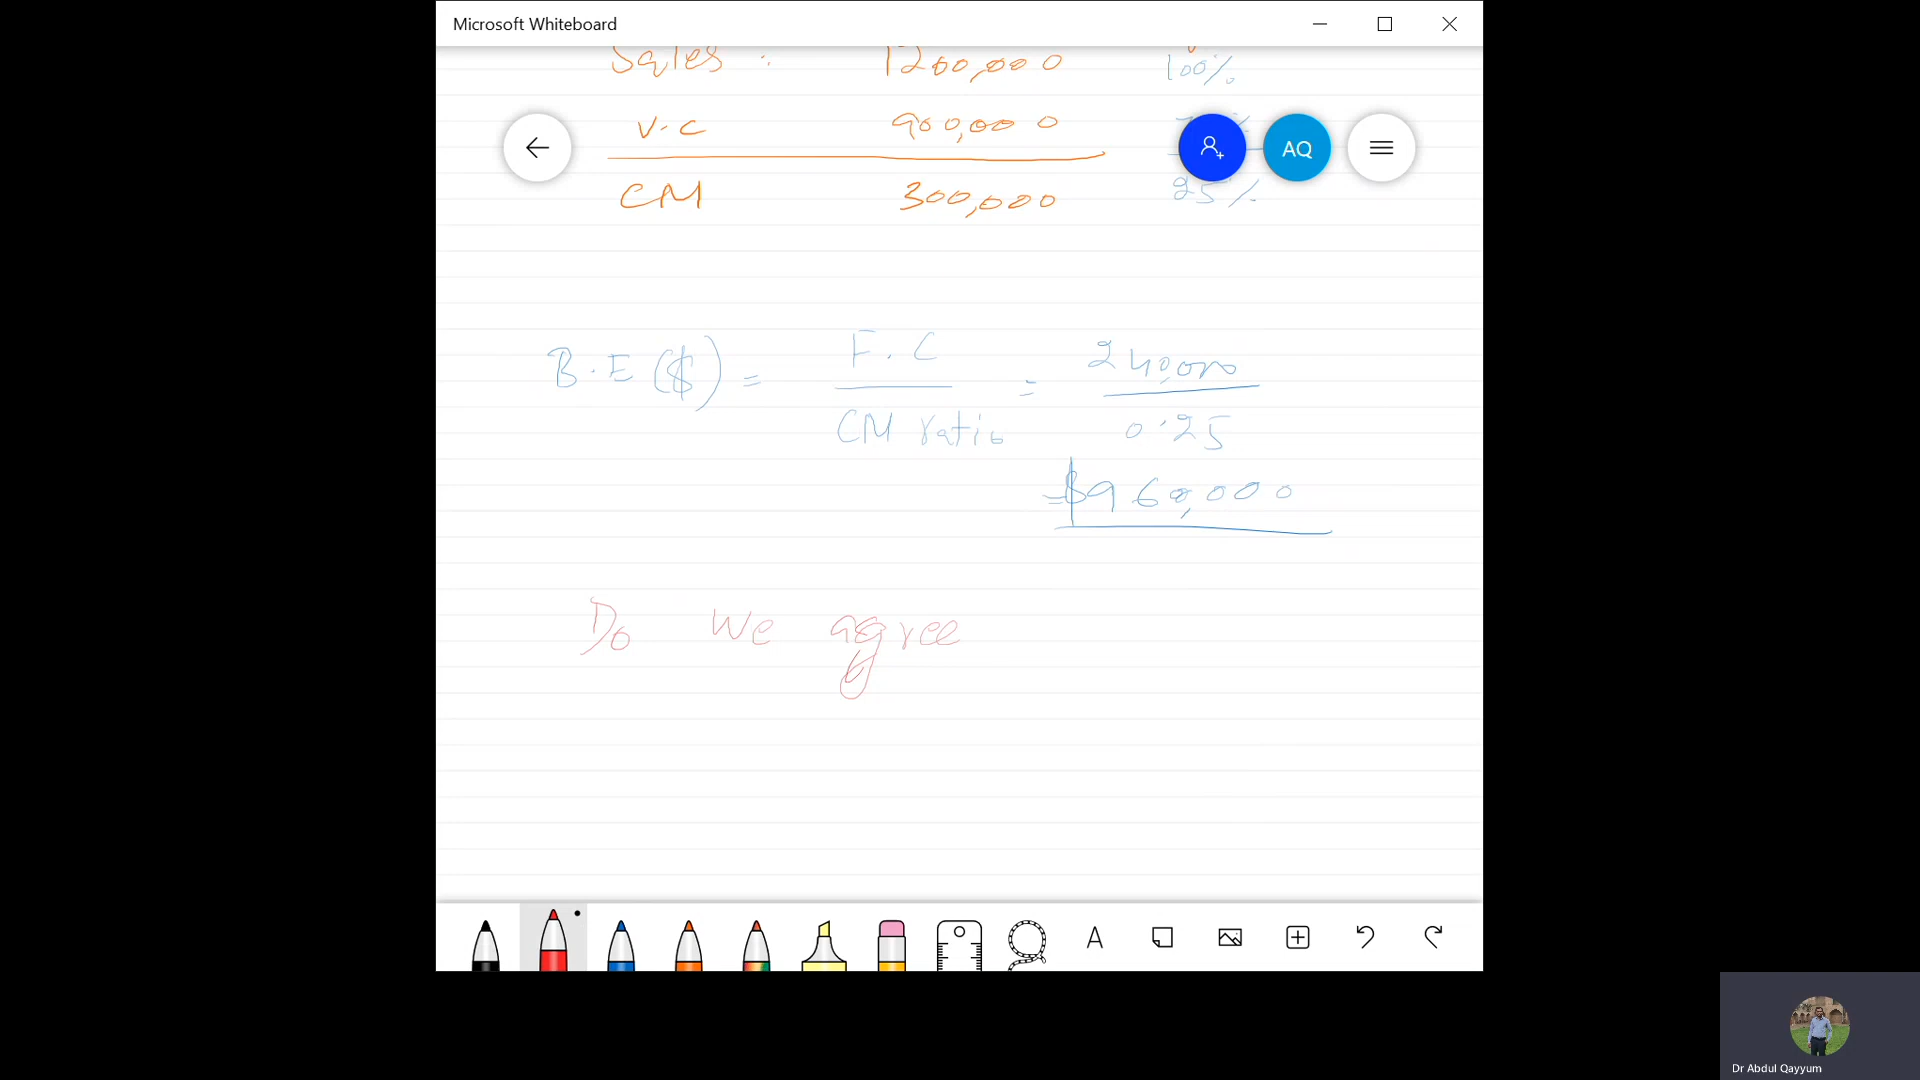 Microsoft Whiteboard
Sales : 1200,000 100%
V.C 900,000 %
AQ
CM 300,000 25%
B.E ($) = F.C / CM ratio = 240,000 / 0.25
= $960,000
Do We agree
A
Dr Abdul Qayyum